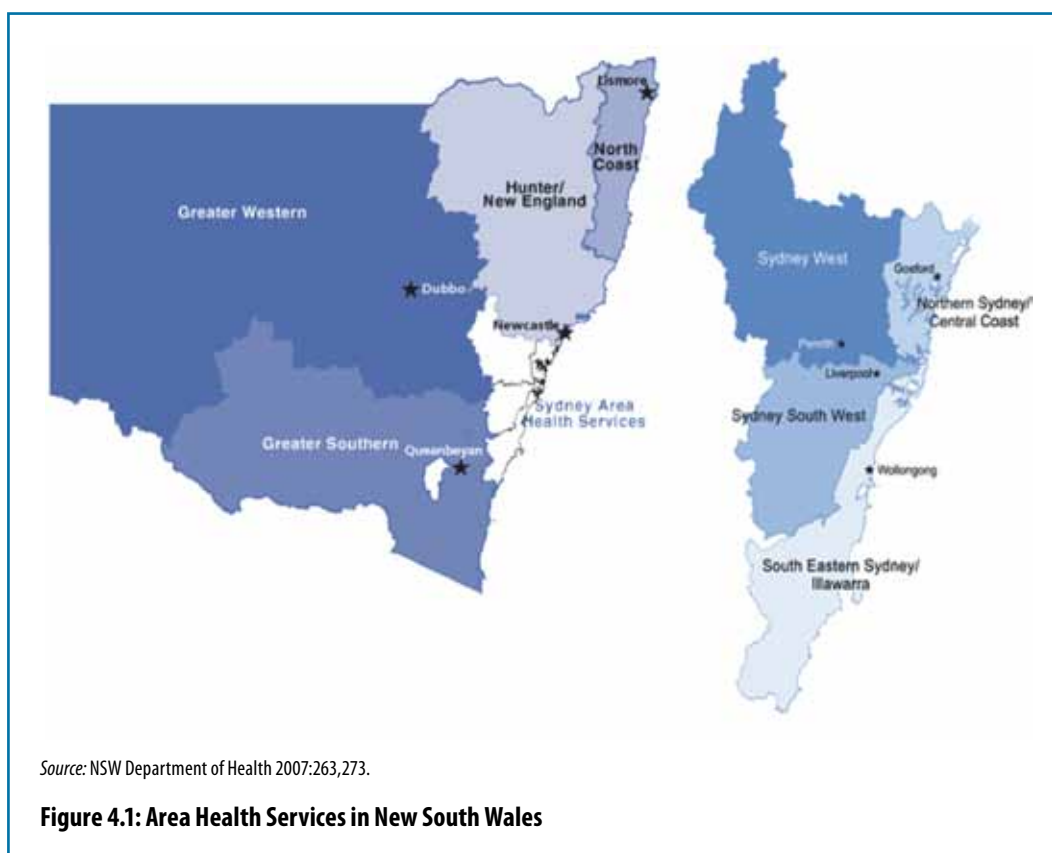 Lismore
North
Coast
Hunter/
New England
Greater Western
Dubbo
Newcastle
Sydney Area
Health Services
Greater Southern
Queanbeyan
Sydney West
Gosford
Northern Sydney/
Central Coast
Penrith
Liverpool
Sydney South West
Wollongong
South Eastern Sydney/
Illawarra
Source: NSW Department of Health 2007:263,273.
Figure 4.1: Area Health Services in New South Wales